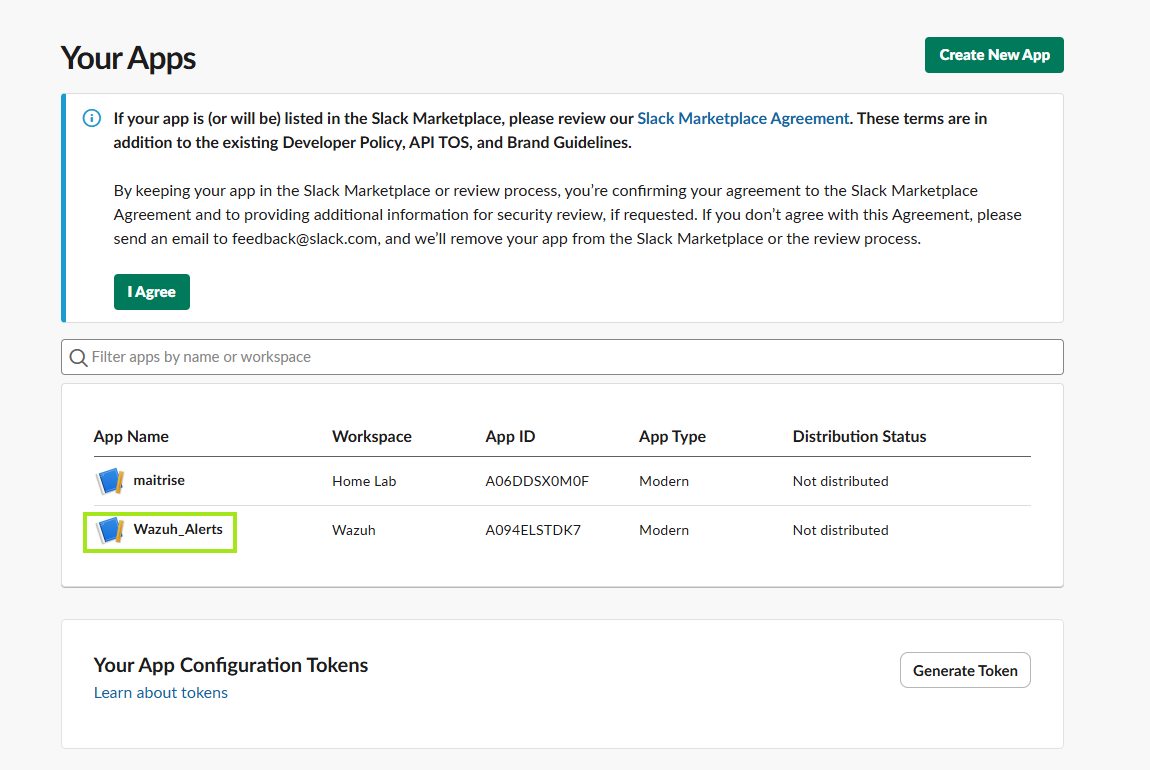 Your Apps
Create New App
If your app is (or will be) listed in the Slack Marketplace, please review our Slack Marketplace Agreement. These terms are in
addition to the existing Developer Policy, API TOS, and Brand Guidelines.
By keeping your app in the Slack Marketplace or review process, you’re confirming your agreement to the Slack Marketplace
Agreement and to providing additional information for security review, if requested. If you don’t agree with this Agreement, please
send an email to feedback@slack.com, and we’ll remove your app from the Slack Marketplace or the review process.
I Agree
Filter apps by name or workspace
App Name Workspace App ID App Type Distribution Status
maitrise Home Lab A06DDSX0M0F Modern Not distributed
Wazuh_Alerts Wazuh A094ELSTDK7 Modern Not distributed
Your App Configuration Tokens
Generate Token
Learn about tokens